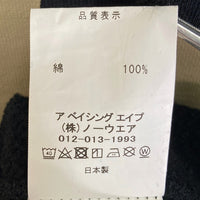 品質表示
綿 100%
ア ベイシング エイプ
(株)ノーウエア
012-013-1993
日本製